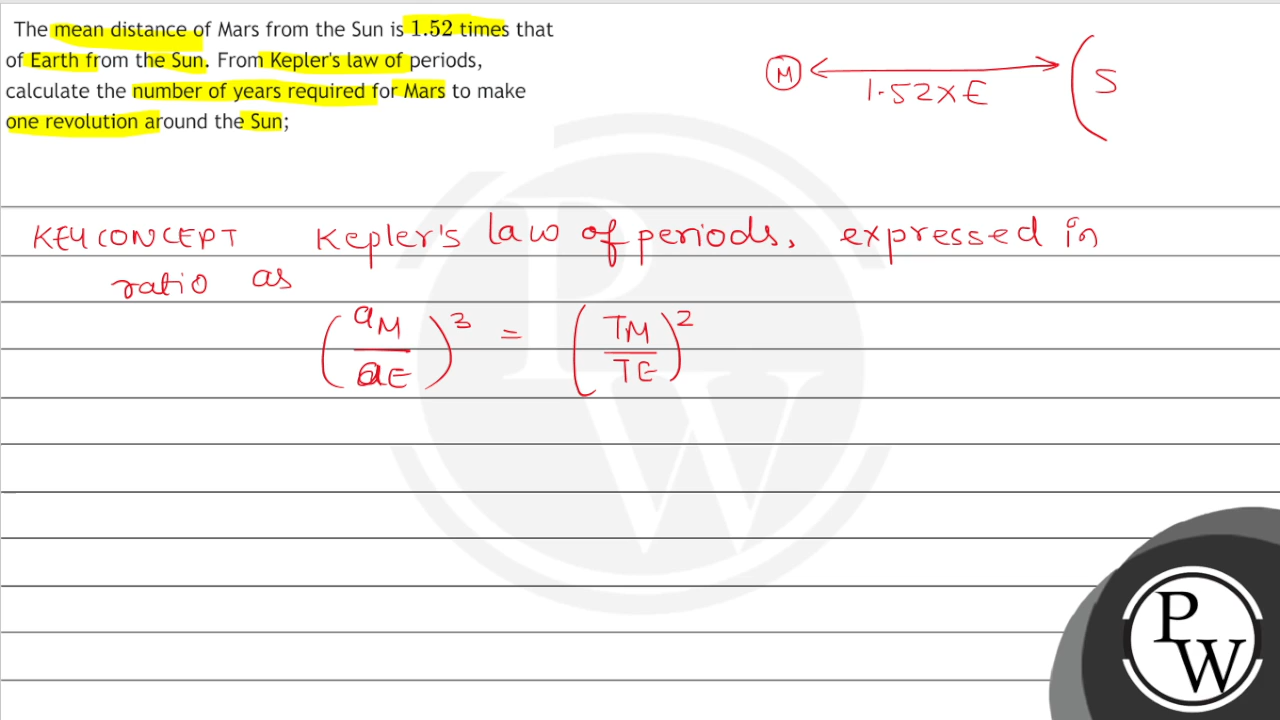 The mean distance of Mars from the Sun is 1.52 times that
of Earth from the Sun. From Kepler's law of periods,
calculate the number of years required for Mars to make
one revolution around the Sun;
M
1.52×E
S
KEY CONCEPT Kepler's law of periods, expressed in
ratio as
(aM/aE)³ = (TM/TE)²
P
W
P
W